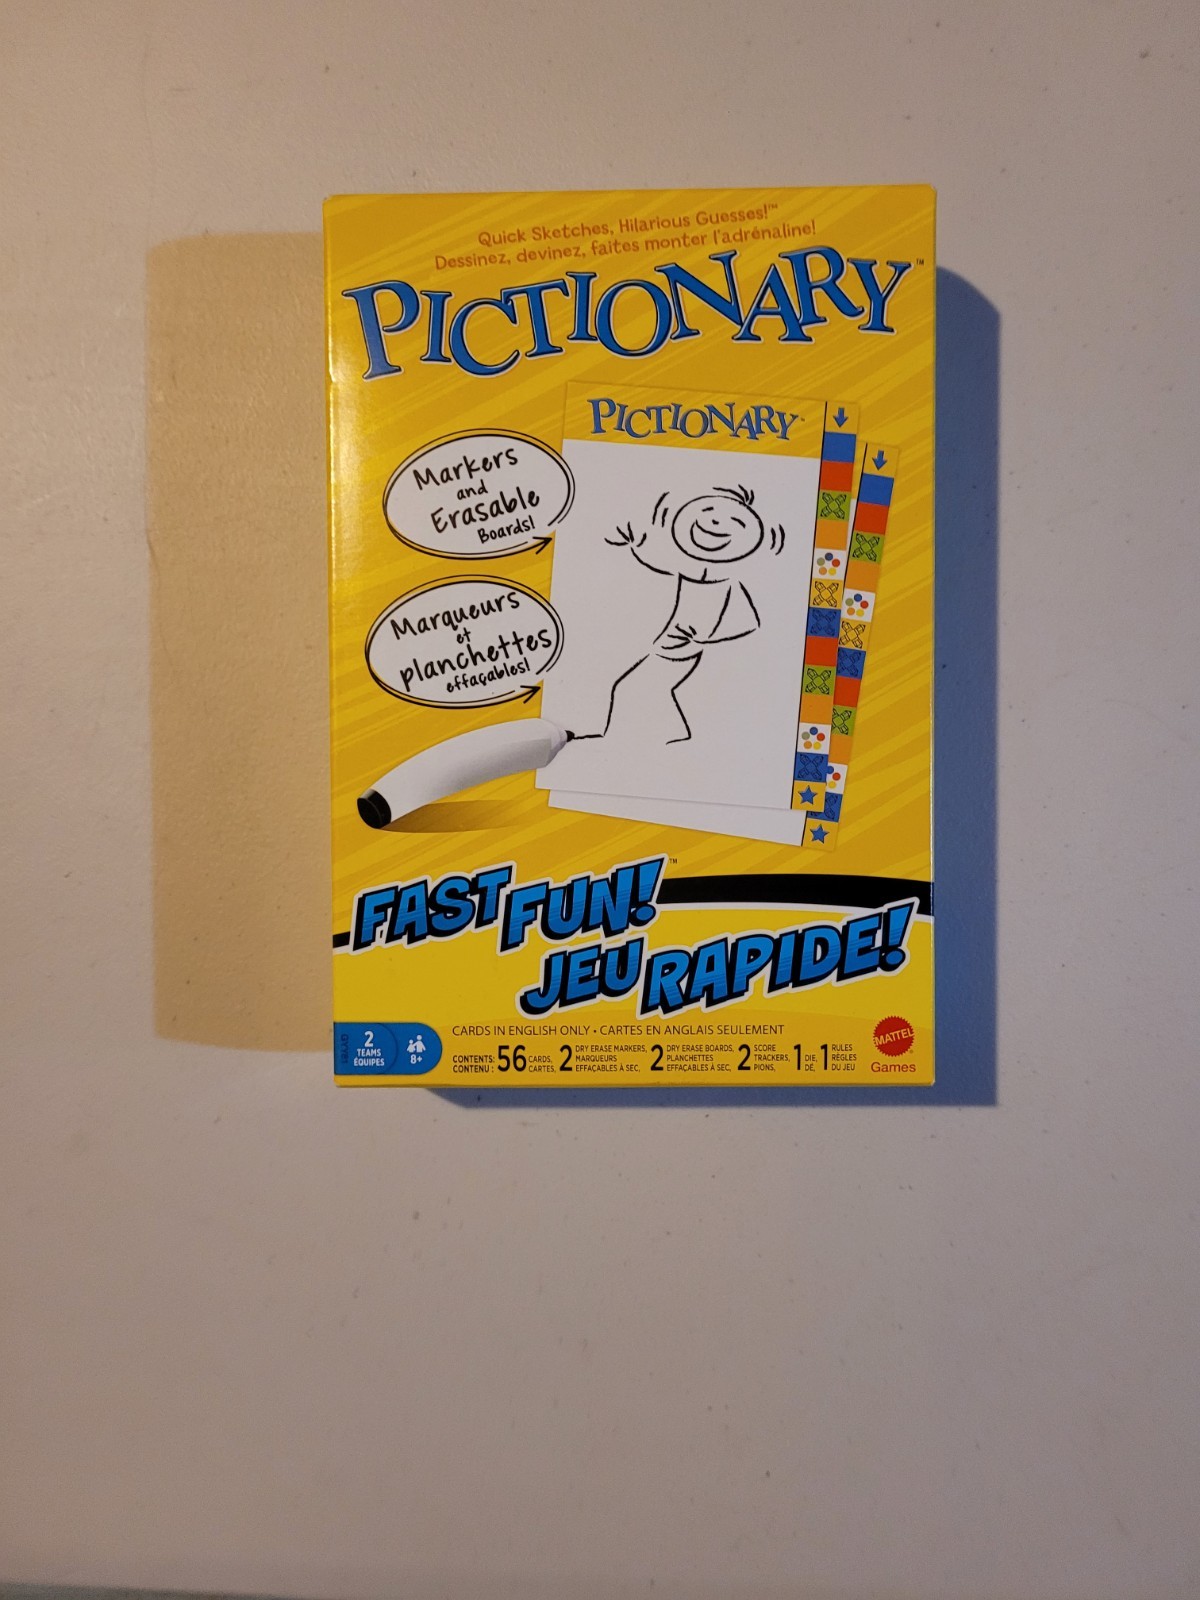 Quick Sketches, Hilarious Guesses!™
Dessinez, devinez, faites monter l'adrénaline!
PICTIONARY™
PICTIONARY™
Markers
and
Erasable
Boards!
Marqueurs
et
planchettes
effaçables!
FAST FUN!™
JEU RAPIDE!
2
TEAMS
ÉQUIPES
8+
CARDS IN ENGLISH ONLY • CARTES EN ANGLAIS SEULEMENT
CONTENTS: 56 CARDS, 2 DRY ERASE MARKERS, 2 DRY ERASE BOARDS, 2 SCORE TRACKERS, 1 DIE, 1 RULES
CONTENU : CARTES, MARQUEURS EFFAÇABLES À SEC, PLANCHETTES EFFAÇABLES À SEC, PIONS, DÉ, RÈGLES DU JEU
MATTEL
Games